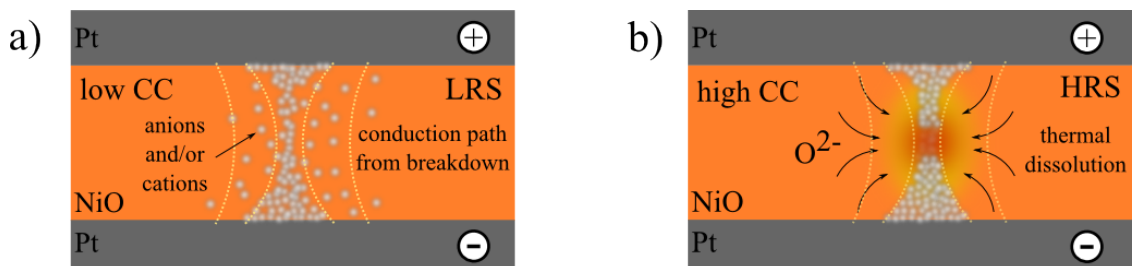 a)
Pt
+
low CC
LRS
anions
and/or
cations
conduction path
from breakdown
NiO
Pt
−
b)
Pt
+
high CC
HRS
O²⁻
thermal
dissolution
NiO
Pt
−